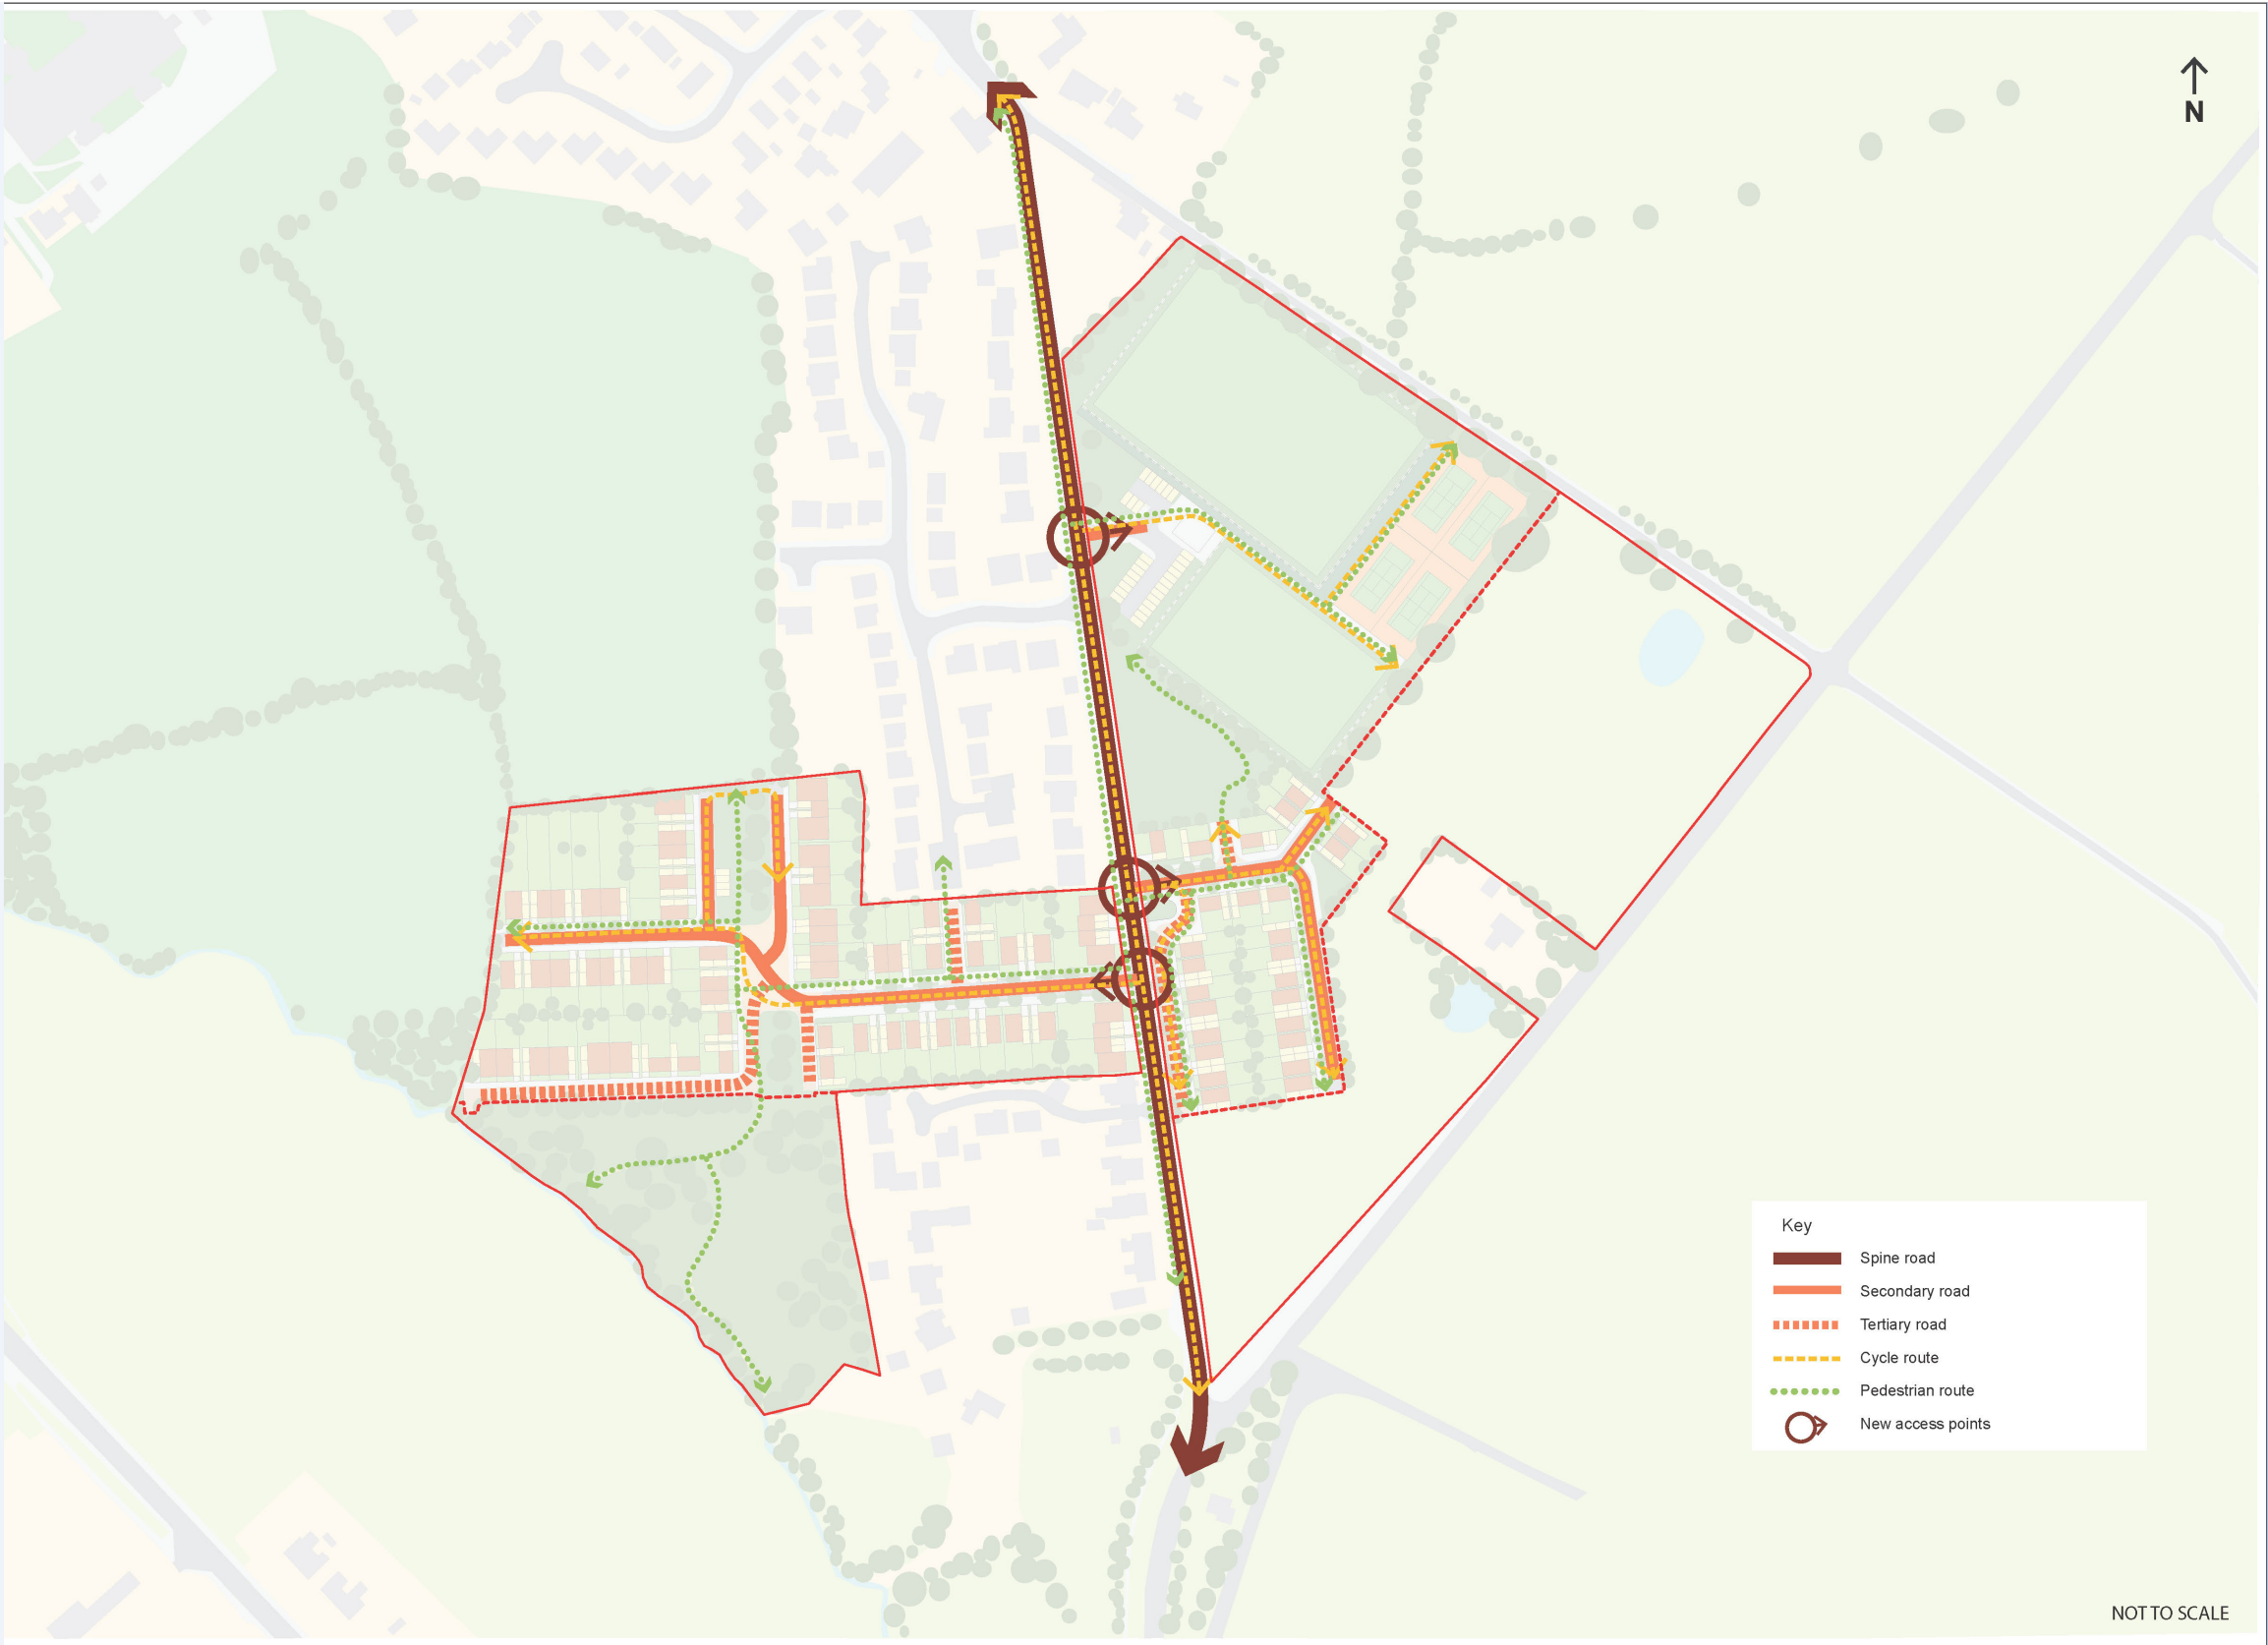 N
Key
Spine road
Secondary road
Tertiary road
Cycle route
Pedestrian route
New access points
NOT TO SCALE